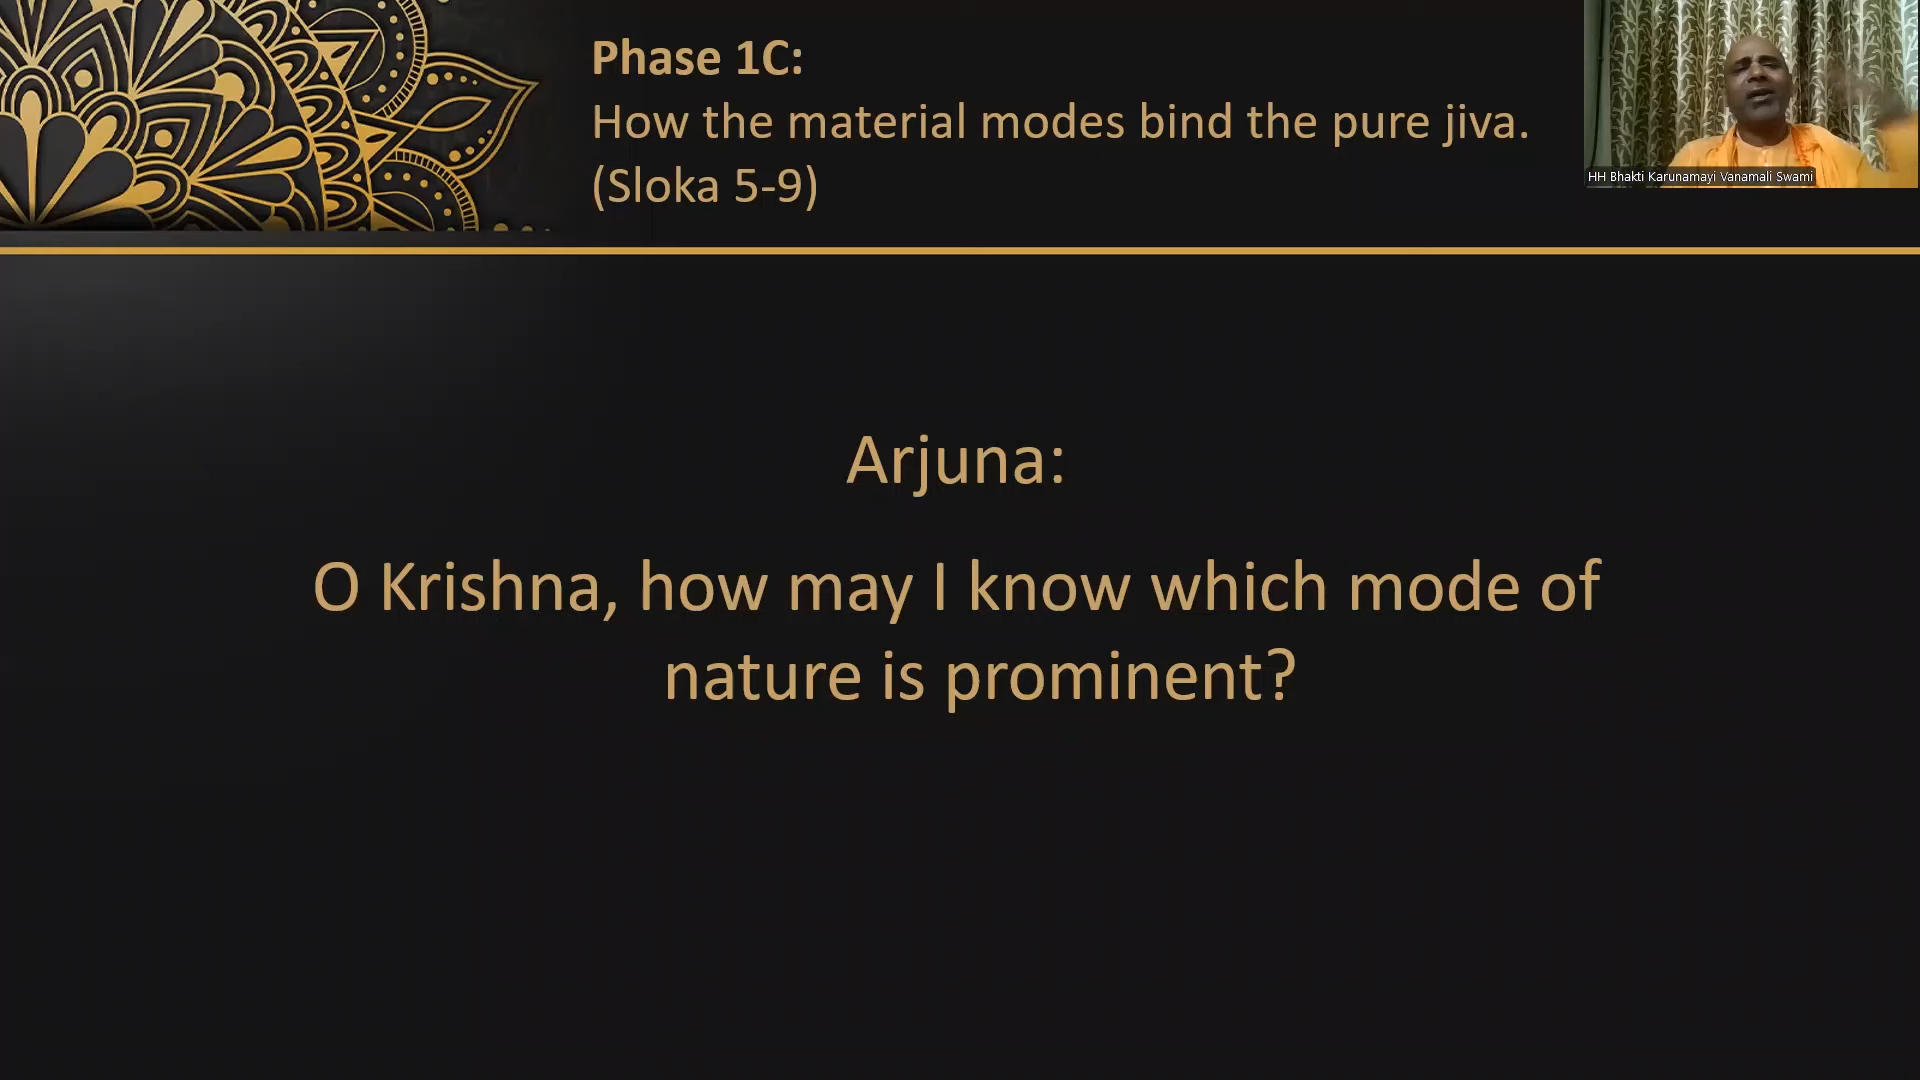 Phase 1C:
How the material modes bind the pure jiva.
(Sloka 5-9)
HH Bhakti Karunamayi Vanamali Swami
Arjuna:
O Krishna, how may I know which mode of
nature is prominent?